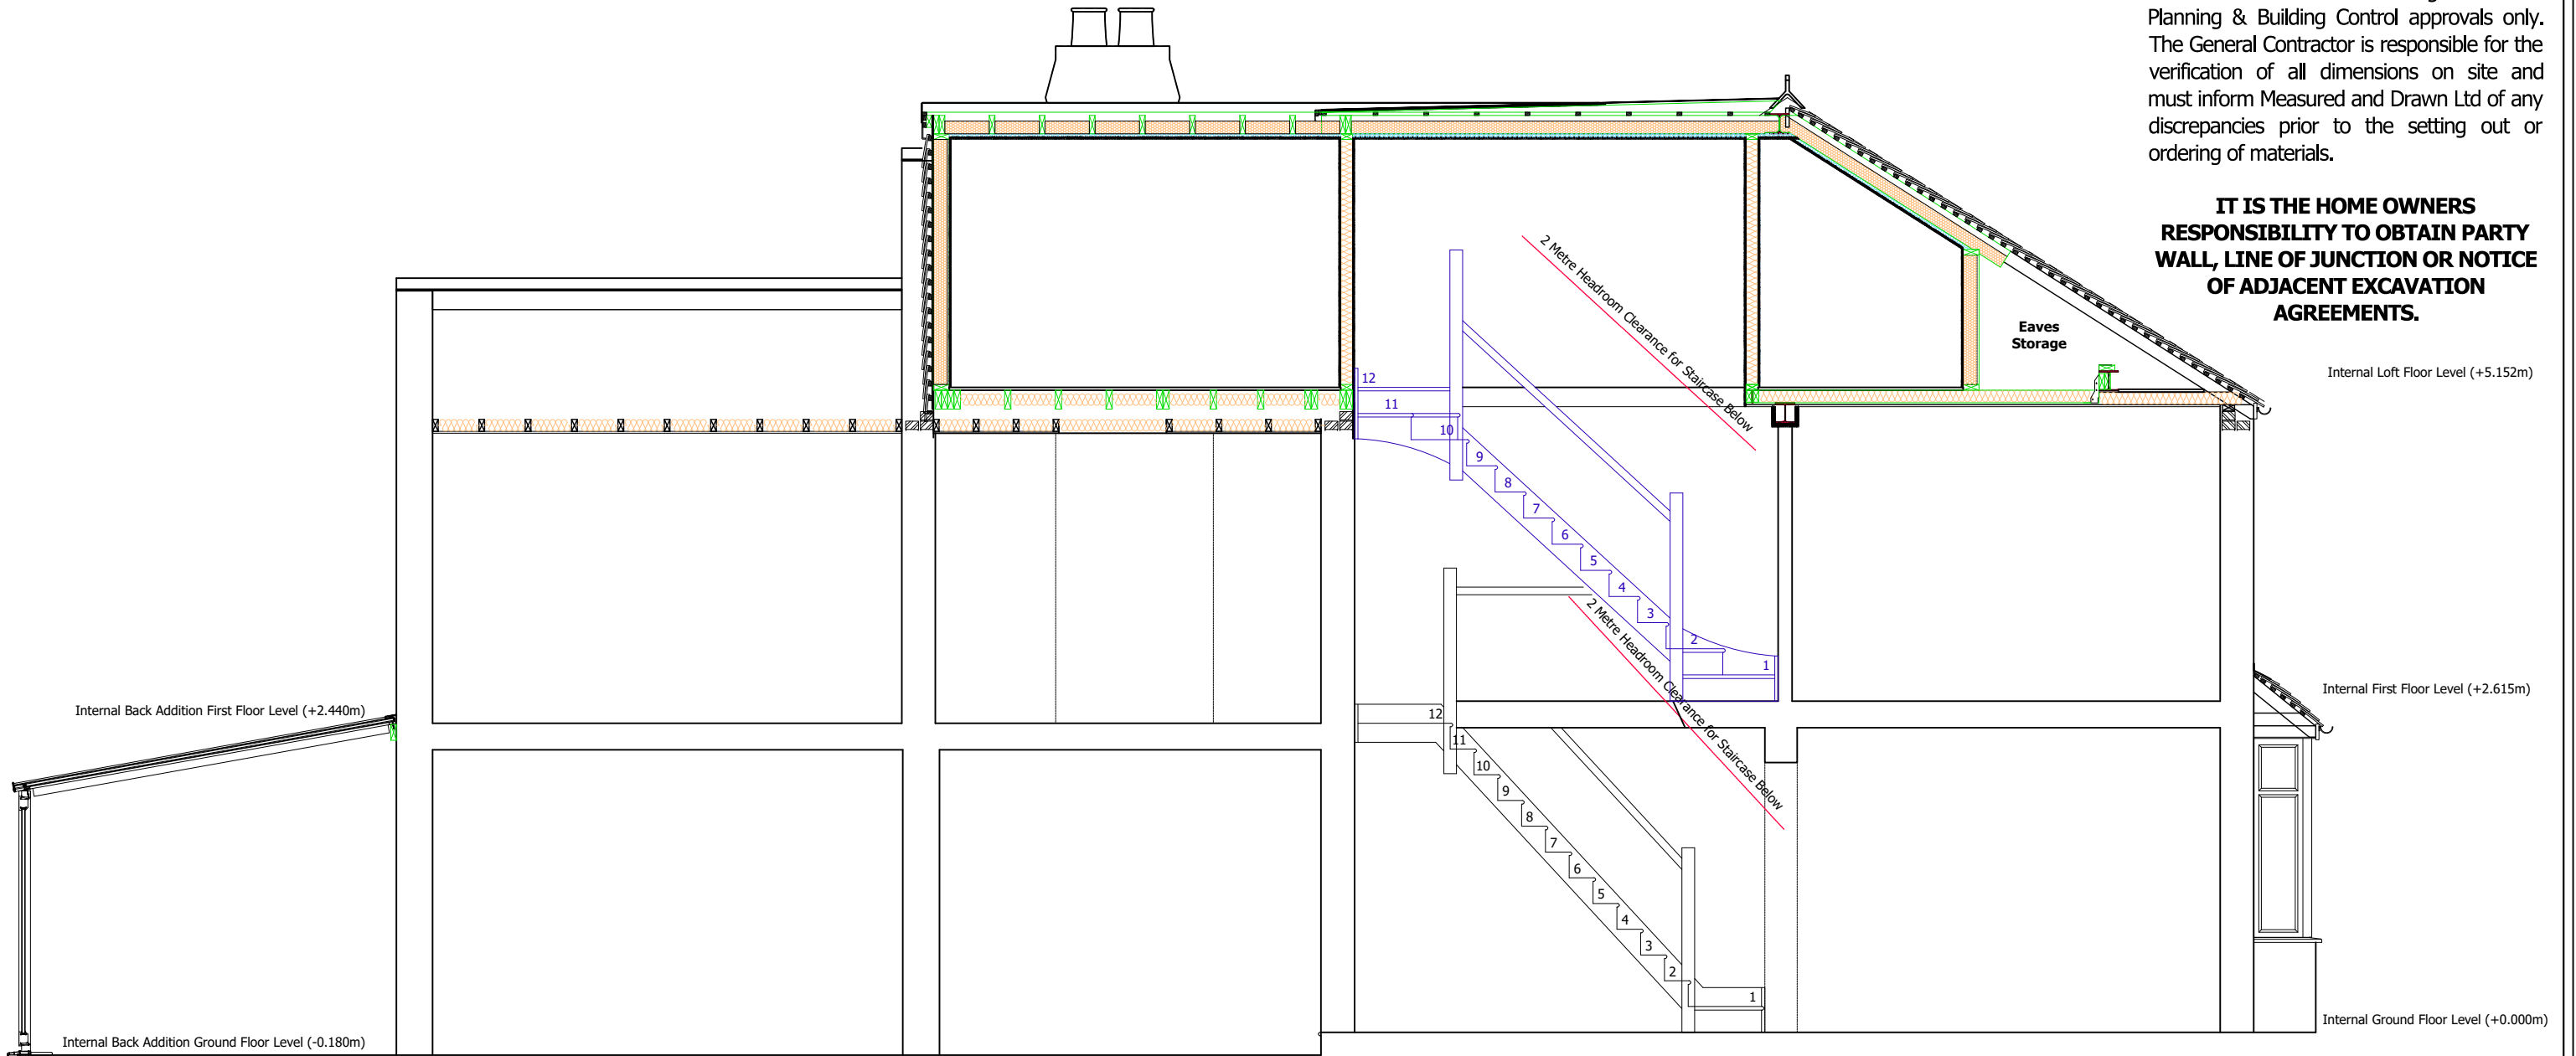 Planning & Building Control approvals only.
The General Contractor is responsible for the
verification of all dimensions on site and
must inform Measured and Drawn Ltd of any
discrepancies prior to the setting out or
ordering of materials.
IT IS THE HOME OWNERS
RESPONSIBILITY TO OBTAIN PARTY
WALL, LINE OF JUNCTION OR NOTICE
OF ADJACENT EXCAVATION
AGREEMENTS.
2 Metre Headroom Clearance for Staircase Below
Eaves
Storage
Internal Loft Floor Level (+5.152m)
12
11
10
9
8
7
6
5
4
3
2
1
2 Metre Headroom Clearance for Staircase Below
Internal First Floor Level (+2.615m)
Internal Back Addition First Floor Level (+2.440m)
12
11
10
9
8
7
6
5
4
3
2
1
Internal Ground Floor Level (+0.000m)
Internal Back Addition Ground Floor Level (-0.180m)